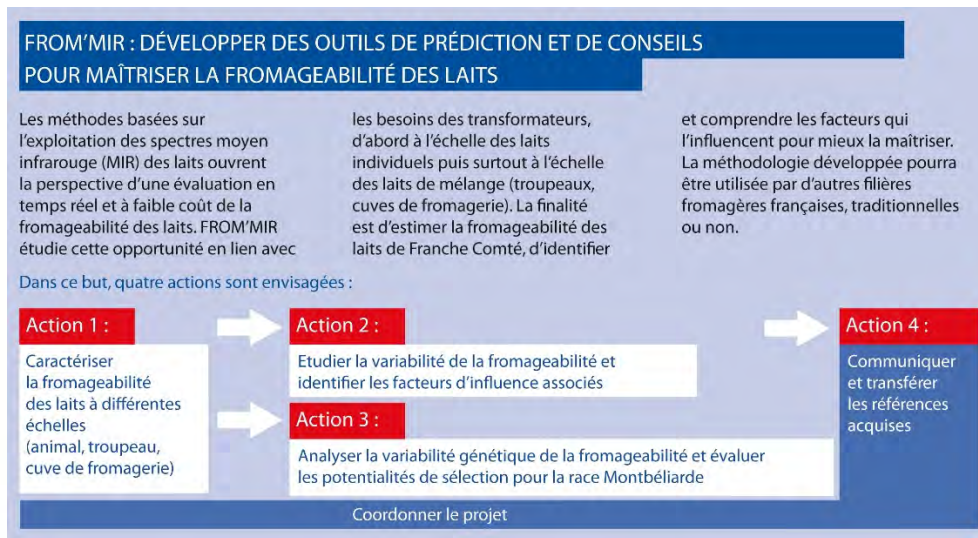 FROM'MIR : DÉVELOPPER DES OUTILS DE PRÉDICTION ET DE CONSEILS
POUR MAÎTRISER LA FROMAGEABILITÉ DES LAITS
Les méthodes basées sur
l'exploitation des spectres moyen
infrarouge (MIR) des laits ouvrent
la perspective d'une évaluation en
temps réel et à faible coût de la
fromageabilité des laits. FROM'MIR
étudie cette opportunité en lien avec
les besoins des transformateurs,
d'abord à l'échelle des laits
individuels puis surtout à l'échelle
des laits de mélange (troupeaux,
cuves de fromagerie). La finalité
est d'estimer la fromageabilité des
laits de Franche Comté, d'identifier
et comprendre les facteurs qui
l'influencent pour mieux la maîtriser.
La méthodologie développée pourra
être utilisée par d'autres filières
fromagères françaises, traditionnelles
ou non.
Dans ce but, quatre actions sont envisagées :
Action 1 :
Caractériser
la fromageabilité
des laits à différentes
échelles
(animal, troupeau,
cuve de fromagerie)
Action 2 :
Etudier la variabilité de la fromageabilité et
identifier les facteurs d'influence associés
Action 3 :
Analyser la variabilité génétique de la fromageabilité et évaluer
les potentialités de sélection pour la race Montbéliarde
Action 4 :
Communiquer
et transférer
les références
acquises
Coordonner le projet